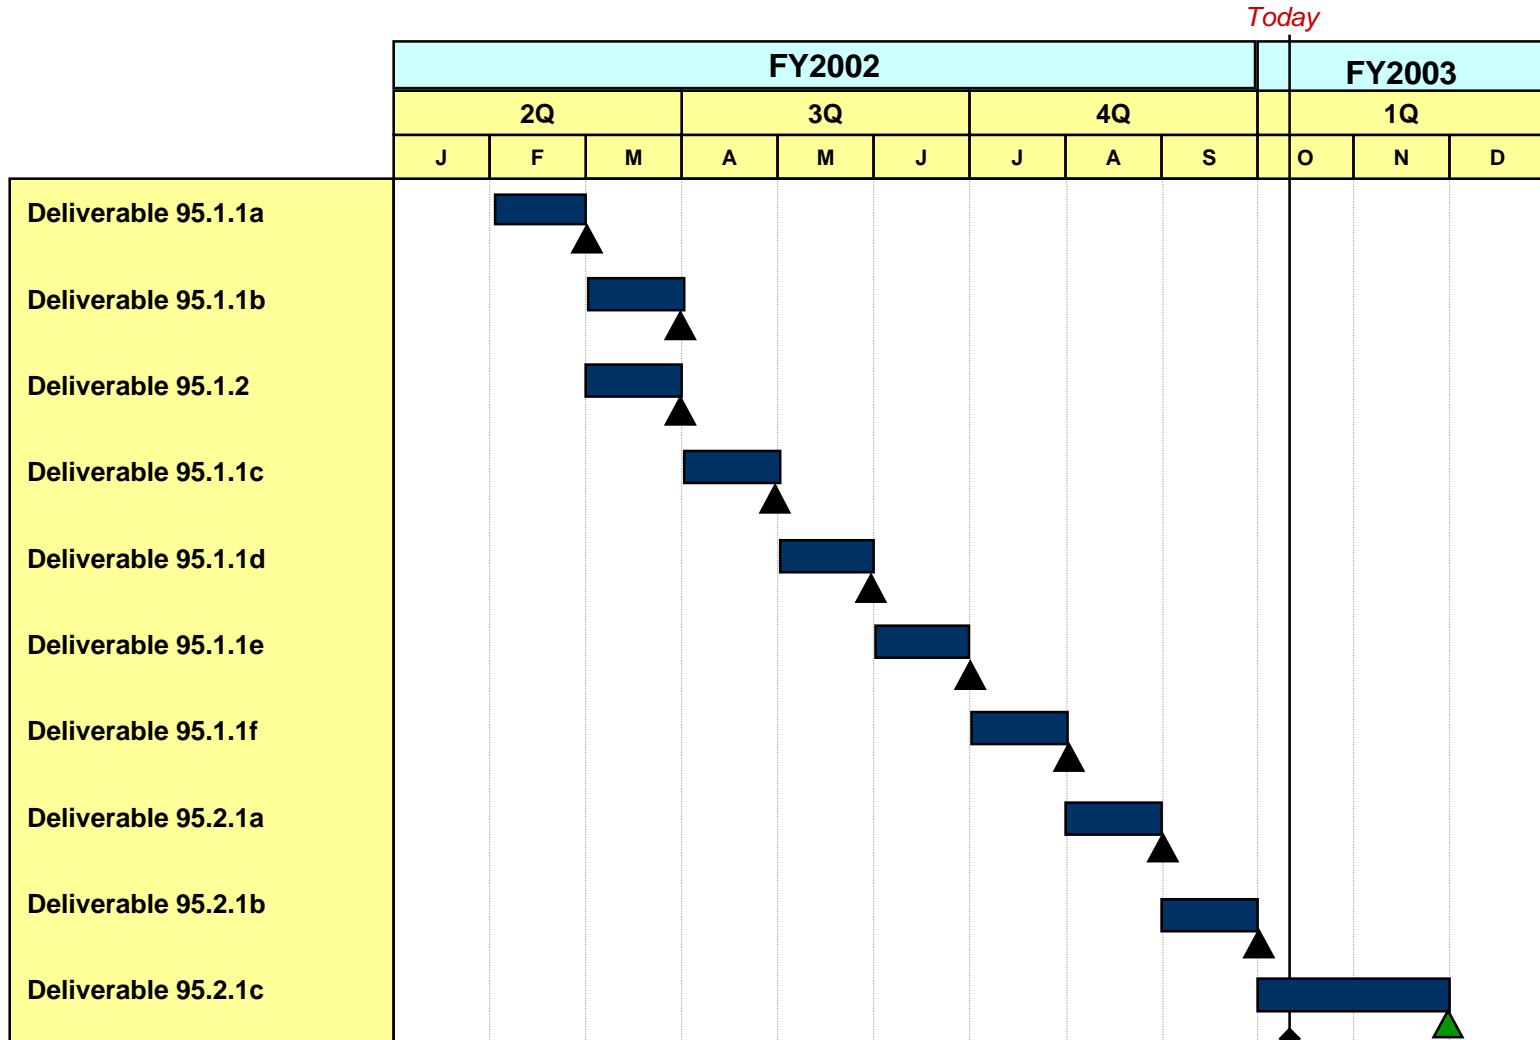 Today
FY2002 FY2003
2Q 3Q 4Q 1Q
J F M A M J J A S O N D
Deliverable 95.1.1a
Deliverable 95.1.1b
Deliverable 95.1.2
Deliverable 95.1.1c
Deliverable 95.1.1d
Deliverable 95.1.1e
Deliverable 95.1.1f
Deliverable 95.2.1a
Deliverable 95.2.1b
Deliverable 95.2.1c